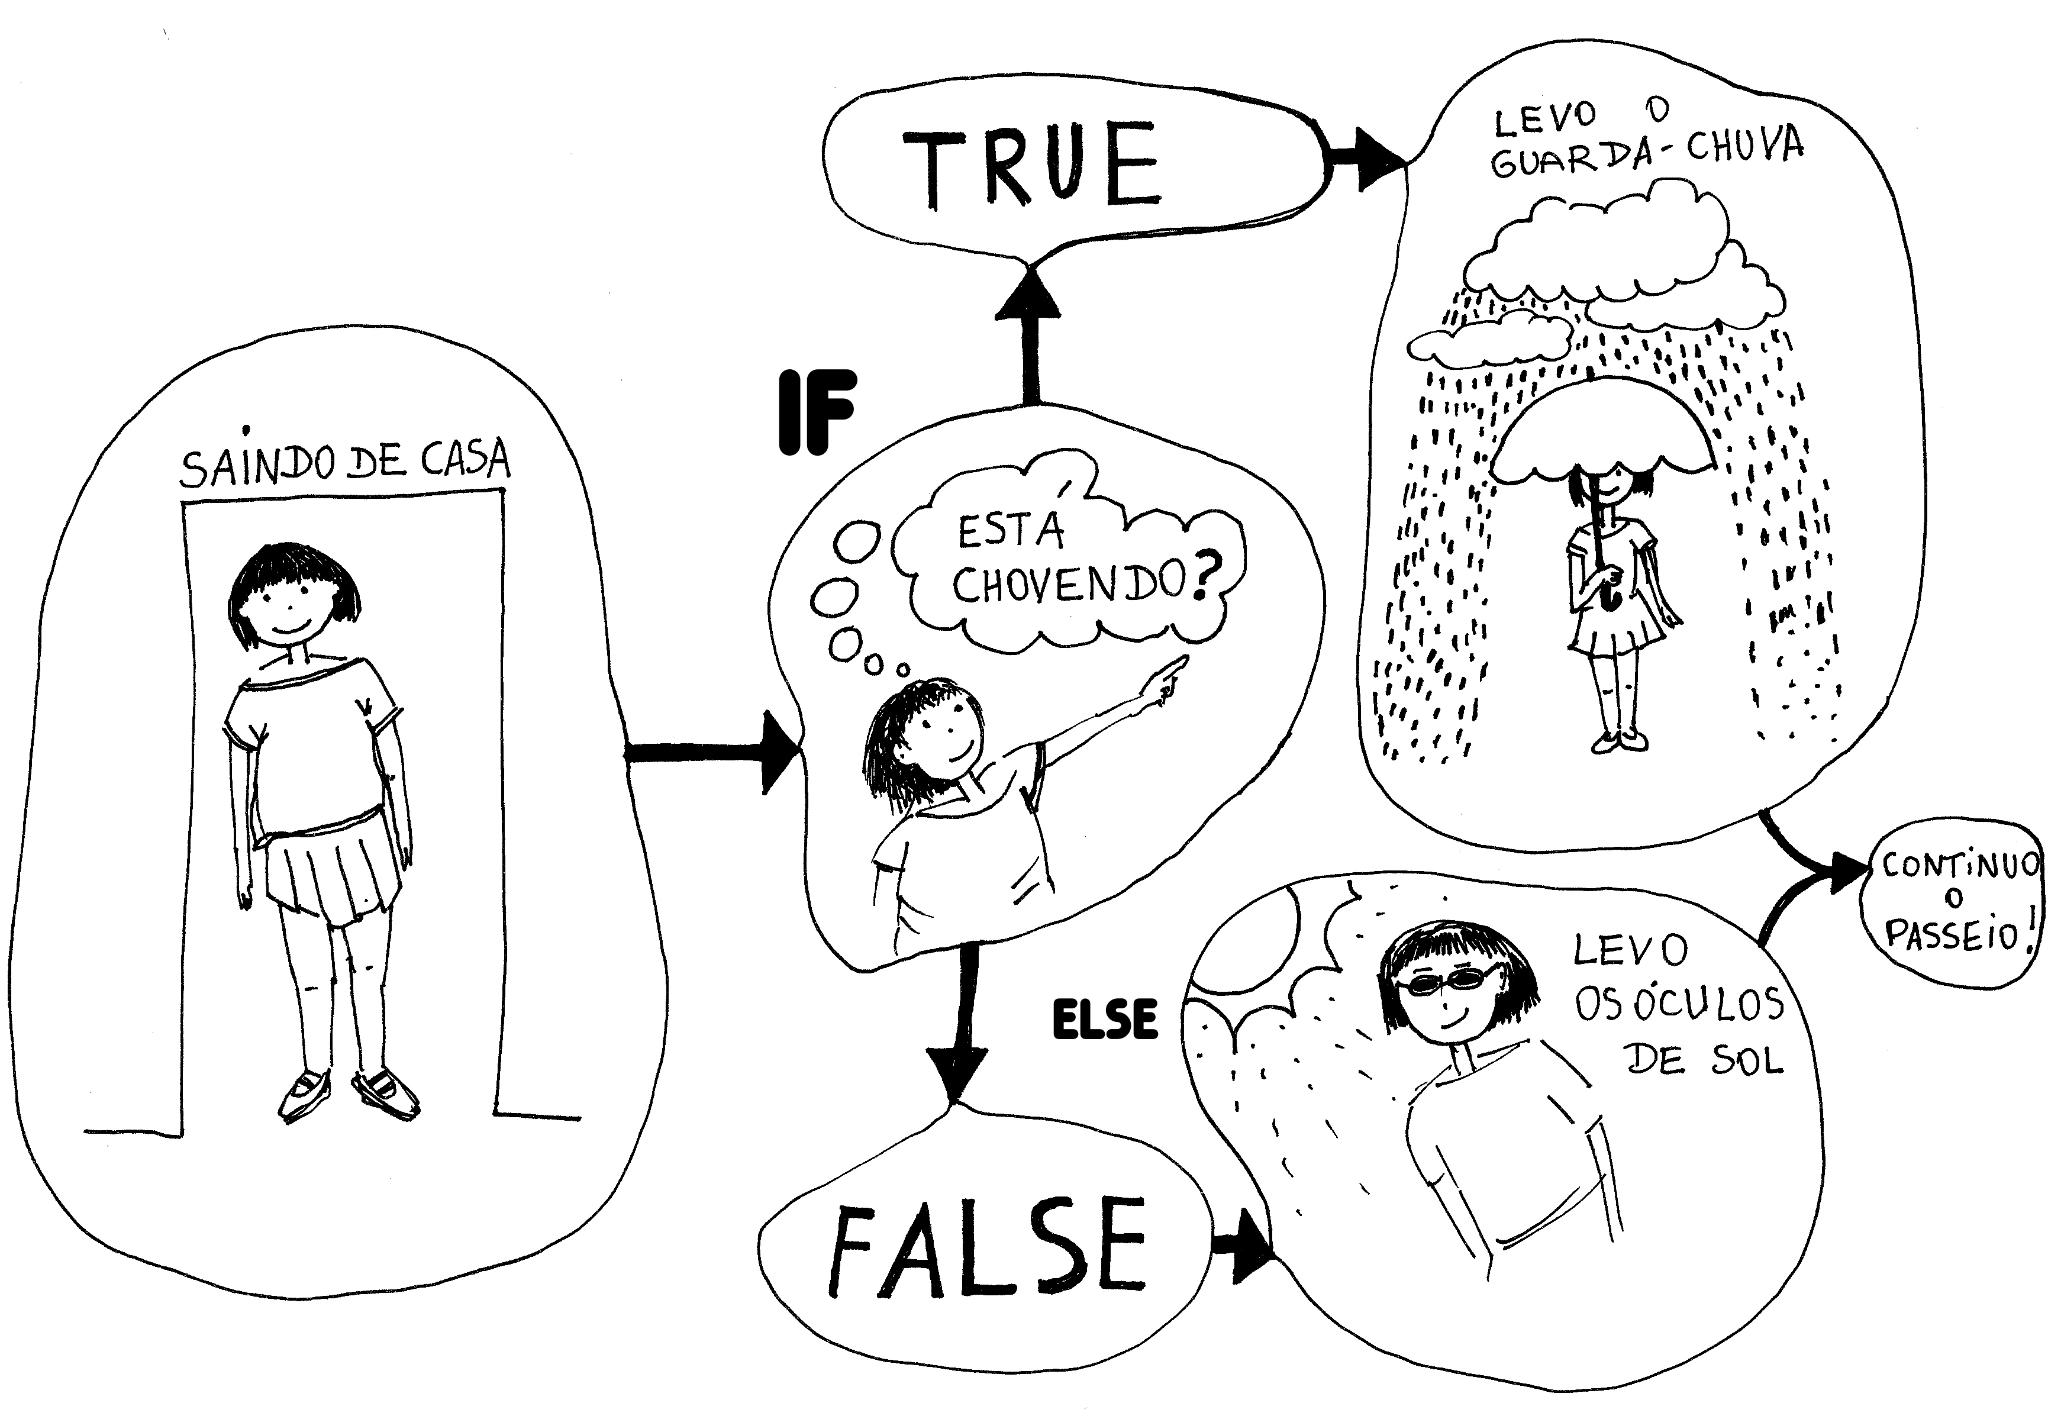 SAINDO DE CASA
IF
ESTÁ
CHOVENDO?
TRUE
LEVO O
GUARDA-CHUVA
ELSE
FALSE
LEVO
OS ÓCULOS
DE SOL
CONTINUO
O
PASSEIO!